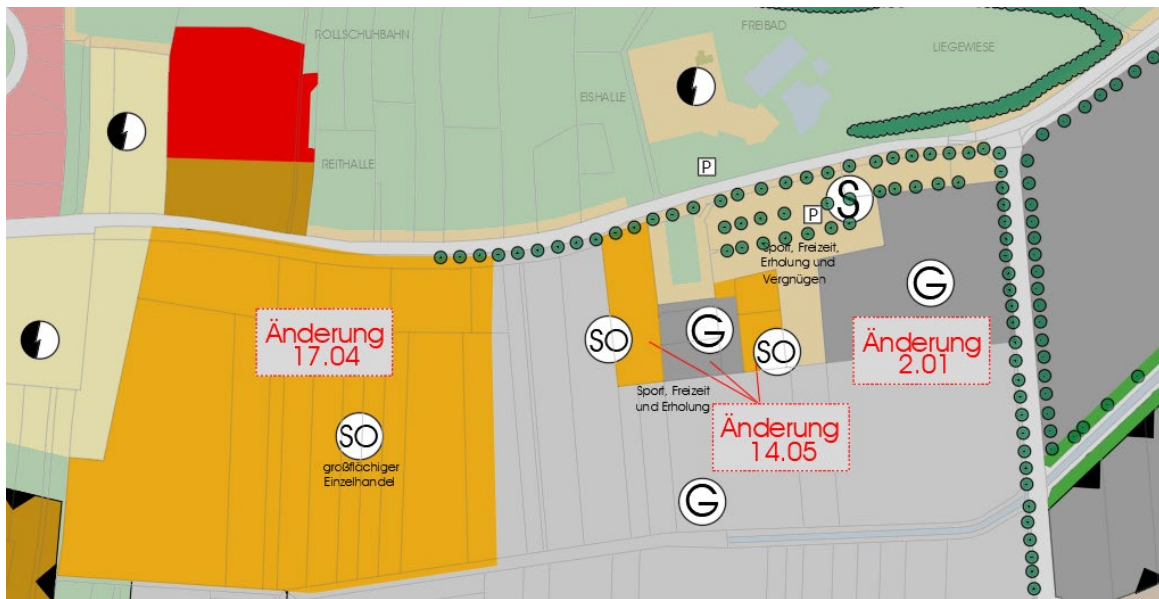 FREIBAD
ROLLSCHUHBAHN
LIEGEWIESE
EISHALLE
REITHALLE
P
P
S
Sport, Freizeit,
Erholung und
Vergnügen
G
Änderung
17.04
SO
G
SO
Änderung
2.01
Sport, Freizeit
und Erholung
Änderung
14.05
SO
großflächiger
Einzelhandel
G